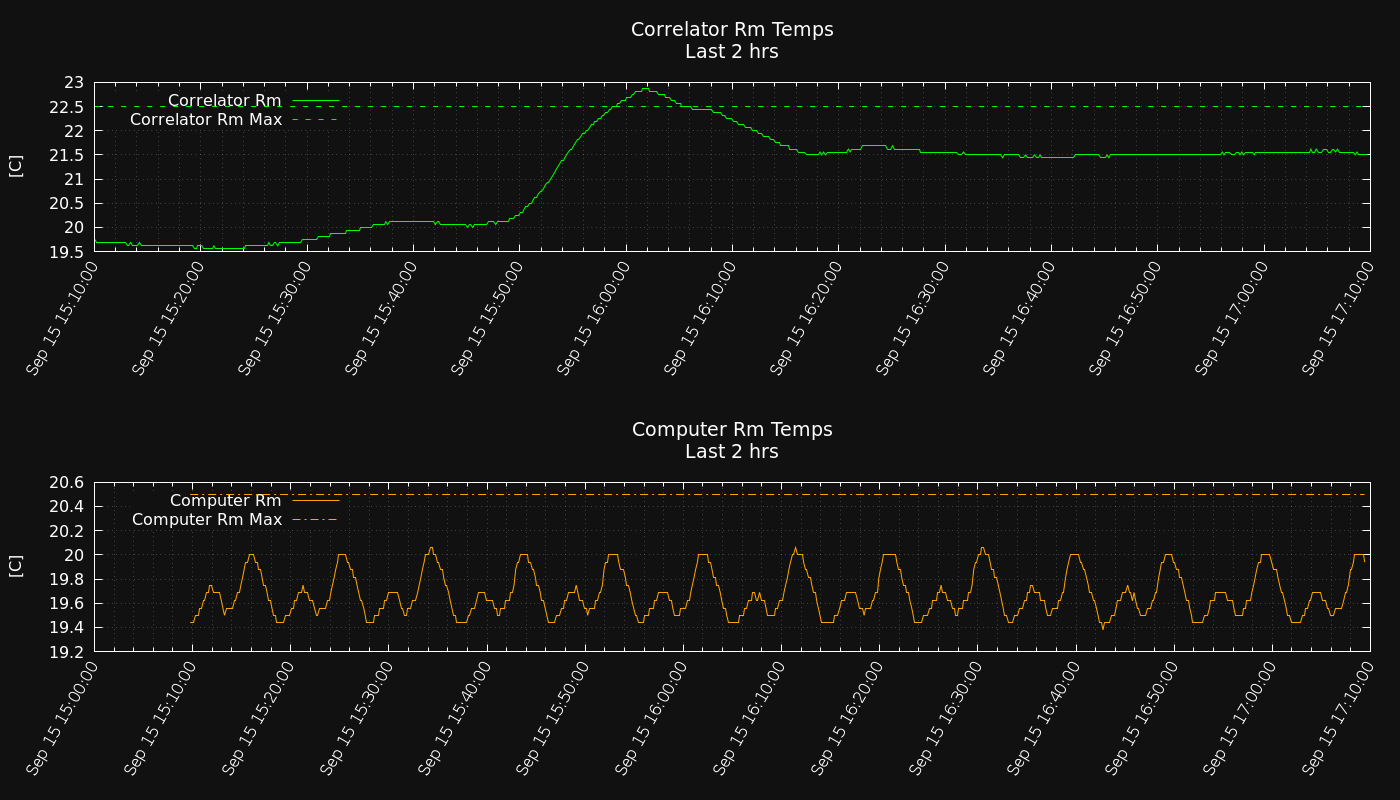 Correlator Rm Temps
Last 2 hrs
23
22.5
22
21.5
21
20.5
20
19.5
[C]
Correlator Rm
Correlator Rm Max
Sep 15 15:10:00
Sep 15 15:20:00
Sep 15 15:30:00
Sep 15 15:40:00
Sep 15 15:50:00
Sep 15 16:00:00
Sep 15 16:10:00
Sep 15 16:20:00
Sep 15 16:30:00
Sep 15 16:40:00
Sep 15 16:50:00
Sep 15 17:00:00
Sep 15 17:10:00
Computer Rm Temps
Last 2 hrs
20.6
20.4
20.2
20
19.8
19.6
19.4
19.2
[C]
Computer Rm
Computer Rm Max
Sep 15 15:00:00
Sep 15 15:10:00
Sep 15 15:20:00
Sep 15 15:30:00
Sep 15 15:40:00
Sep 15 15:50:00
Sep 15 16:00:00
Sep 15 16:10:00
Sep 15 16:20:00
Sep 15 16:30:00
Sep 15 16:40:00
Sep 15 16:50:00
Sep 15 17:00:00
Sep 15 17:10:00